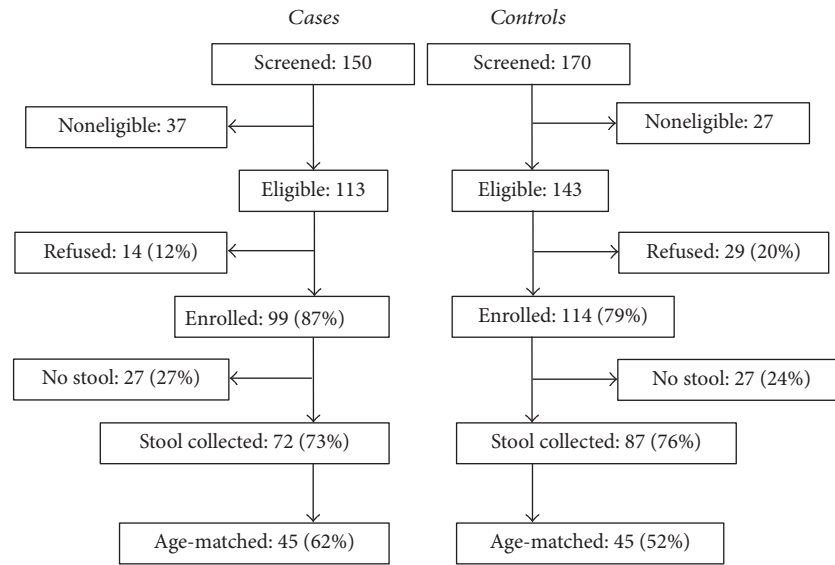 Cases
Controls
Screened: 150
Screened: 170
Noneligible: 37
Noneligible: 27
Eligible: 113
Eligible: 143
Refused: 14 (12%)
Refused: 29 (20%)
Enrolled: 99 (87%)
Enrolled: 114 (79%)
No stool: 27 (27%)
No stool: 27 (24%)
Stool collected: 72 (73%)
Stool collected: 87 (76%)
Age-matched: 45 (62%)
Age-matched: 45 (52%)